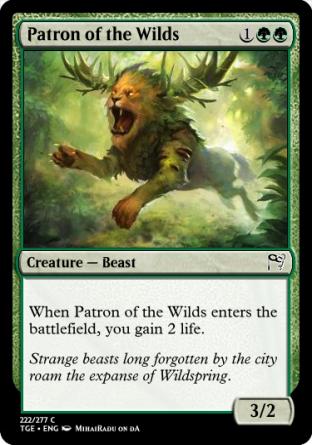 Patron of the Wilds 1
Creature — Beast
When Patron of the Wilds enters the
battlefield, you gain 2 life.
Strange beasts long forgotten by the city
roam the expanse of Wildspring.
3/2
222/277 C
TGE • ENG MihaiRadu on dA